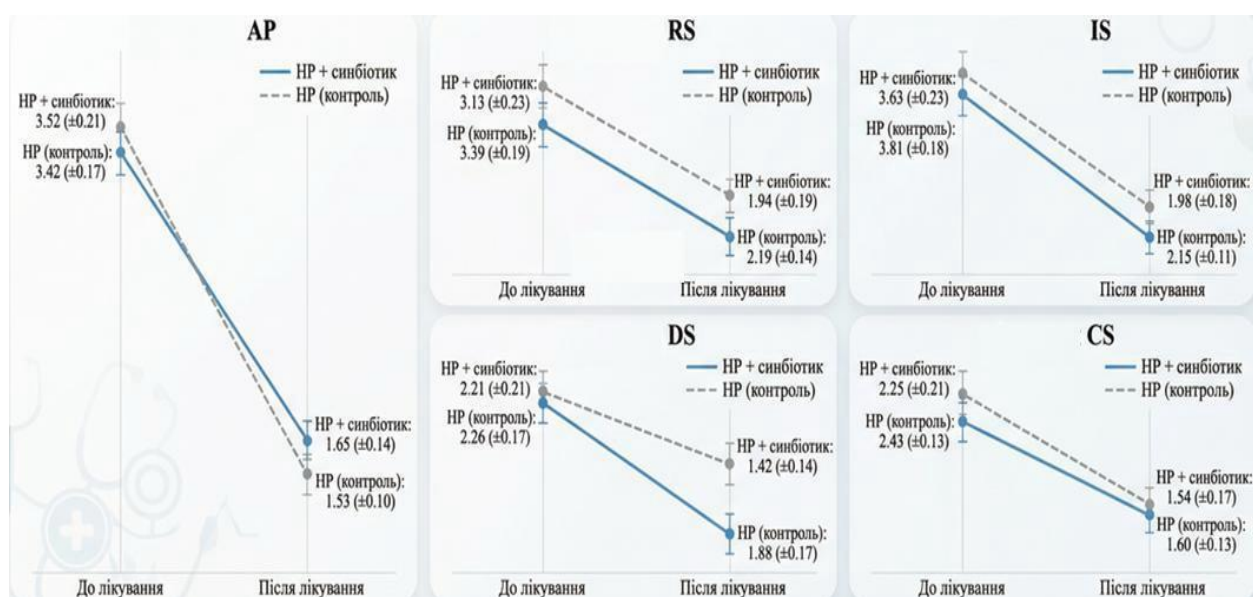 AP
HP + синбіотик
HP (контроль)
HP + синбіотик:
3.52 (±0.21)
HP (контроль):
3.42 (±0.17)
HP + синбіотик:
1.65 (±0.14)
HP (контроль):
1.53 (±0.10)
До лікування
Після лікування
RS
HP + синбіотик
HP (контроль)
HP + синбіотик:
3.13 (±0.23)
HP (контроль):
3.39 (±0.19)
HP + синбіотик:
1.94 (±0.19)
HP (контроль):
2.19 (±0.14)
До лікування
Після лікування
IS
HP + синбіотик
HP (контроль)
HP + синбіотик:
3.63 (±0.23)
HP (контроль):
3.81 (±0.18)
HP + синбіотик:
1.98 (±0.18)
HP (контроль):
2.15 (±0.11)
До лікування
Після лікування
DS
HP + синбіотик
HP (контроль)
HP + синбіотик:
2.21 (±0.21)
HP (контроль):
2.26 (±0.17)
HP + синбіотик:
1.42 (±0.14)
HP (контроль):
1.88 (±0.17)
До лікування
Після лікування
CS
HP + синбіотик
HP (контроль)
HP + синбіотик:
2.25 (±0.21)
HP (контроль):
2.43 (±0.13)
HP + синбіотик:
1.54 (±0.17)
HP (контроль):
1.60 (±0.13)
До лікування
Після лікування